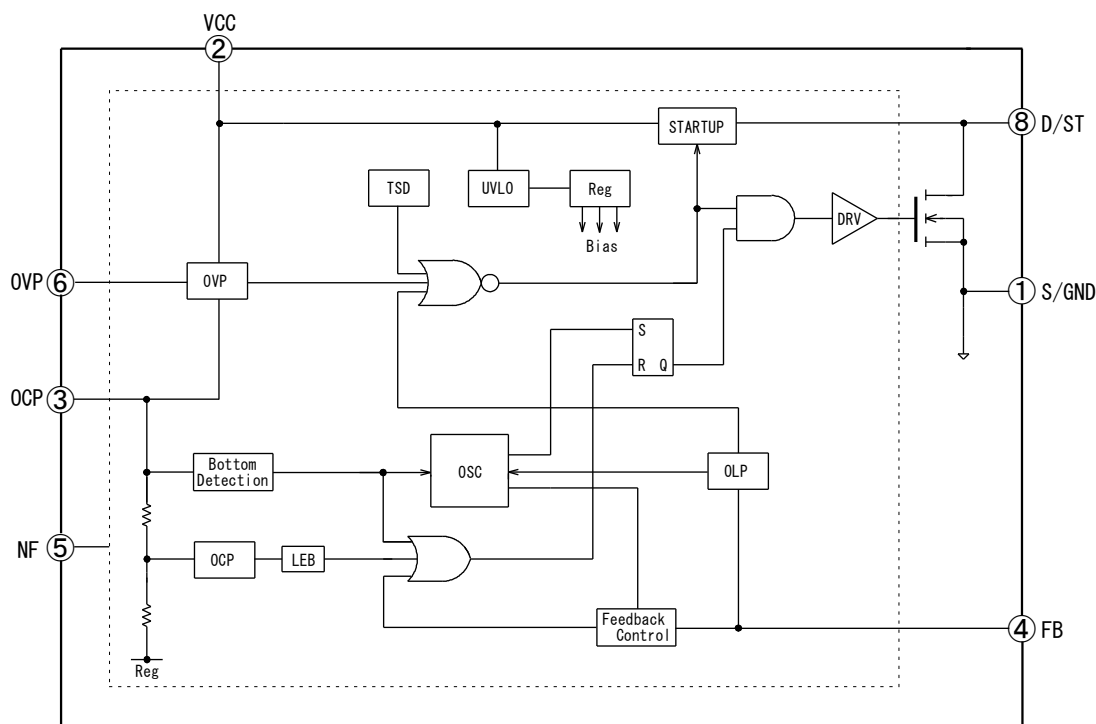 VCC
2
STARTUP
8 D/ST
TSD
UVLO
Reg
DRV
Bias
OVP 6
OVP
1 S/GND
S
R Q
OCP 3
Bottom
Detection
OSC
OLP
NF 5
OCP
LEB
Feedback
Control
4 FB
Reg